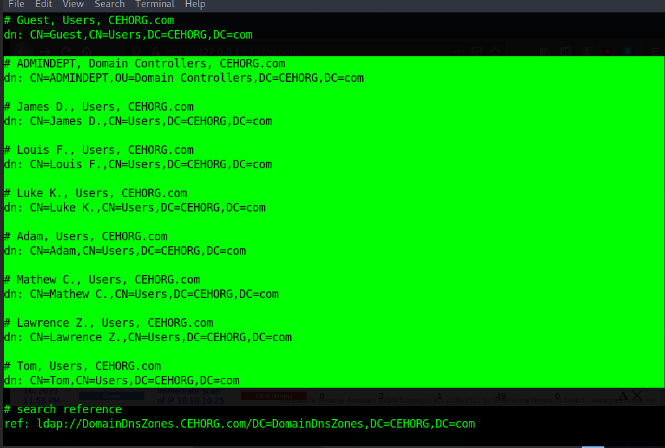 File Edit View Search Terminal Help
# Guest, Users, CEHORG.com
dn: CN=Guest,CN=Users,DC=CEHORG,DC=com
# ADMINDEPT, Domain Controllers, CEHORG.com
dn: CN=ADMINDEPT,OU=Domain Controllers,DC=CEHORG,DC=com
# James D., Users, CEHORG.com
dn: CN=James D.,CN=Users,DC=CEHORG,DC=com
# Louis F., Users, CEHORG.com
dn: CN=Louis F.,CN=Users,DC=CEHORG,DC=com
# Luke K., Users, CEHORG.com
dn: CN=Luke K.,CN=Users,DC=CEHORG,DC=com
# Adam, Users, CEHORG.com
dn: CN=Adam,CN=Users,DC=CEHORG,DC=com
# Mathew C., Users, CEHORG.com
dn: CN=Mathew C.,CN=Users,DC=CEHORG,DC=com
# Lawrence Z., Users, CEHORG.com
dn: CN=Lawrence Z.,CN=Users,DC=CEHORG,DC=com
# Tom, Users, CEHORG.com
dn: CN=Tom,CN=Users,DC=CEHORG,DC=com
# search reference
ref: ldap://DomainDnsZones.CEHORG.com/DC=DomainDnsZones,DC=CEHORG,DC=com